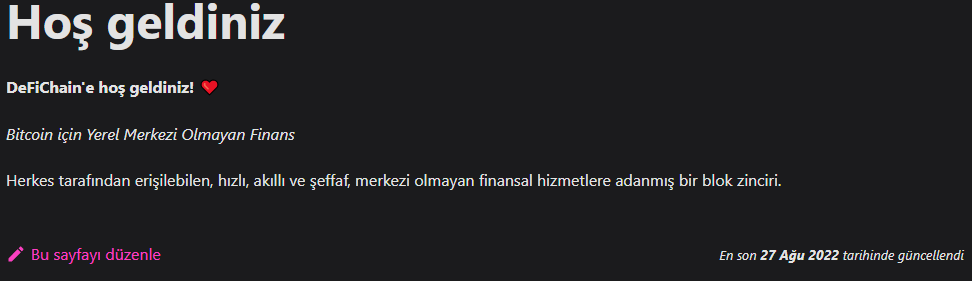 Hoş geldiniz
DeFiChain'e hoş geldiniz! ❤️
Bitcoin için Yerel Merkezi Olmayan Finans
Herkes tarafından erişilebilen, hızlı, akıllı ve şeffaf, merkezi olmayan finansal hizmetlere adanmış bir blok zinciri.
Bu sayfayı düzenle
En son 27 Ağu 2022 tarihinde güncellendi